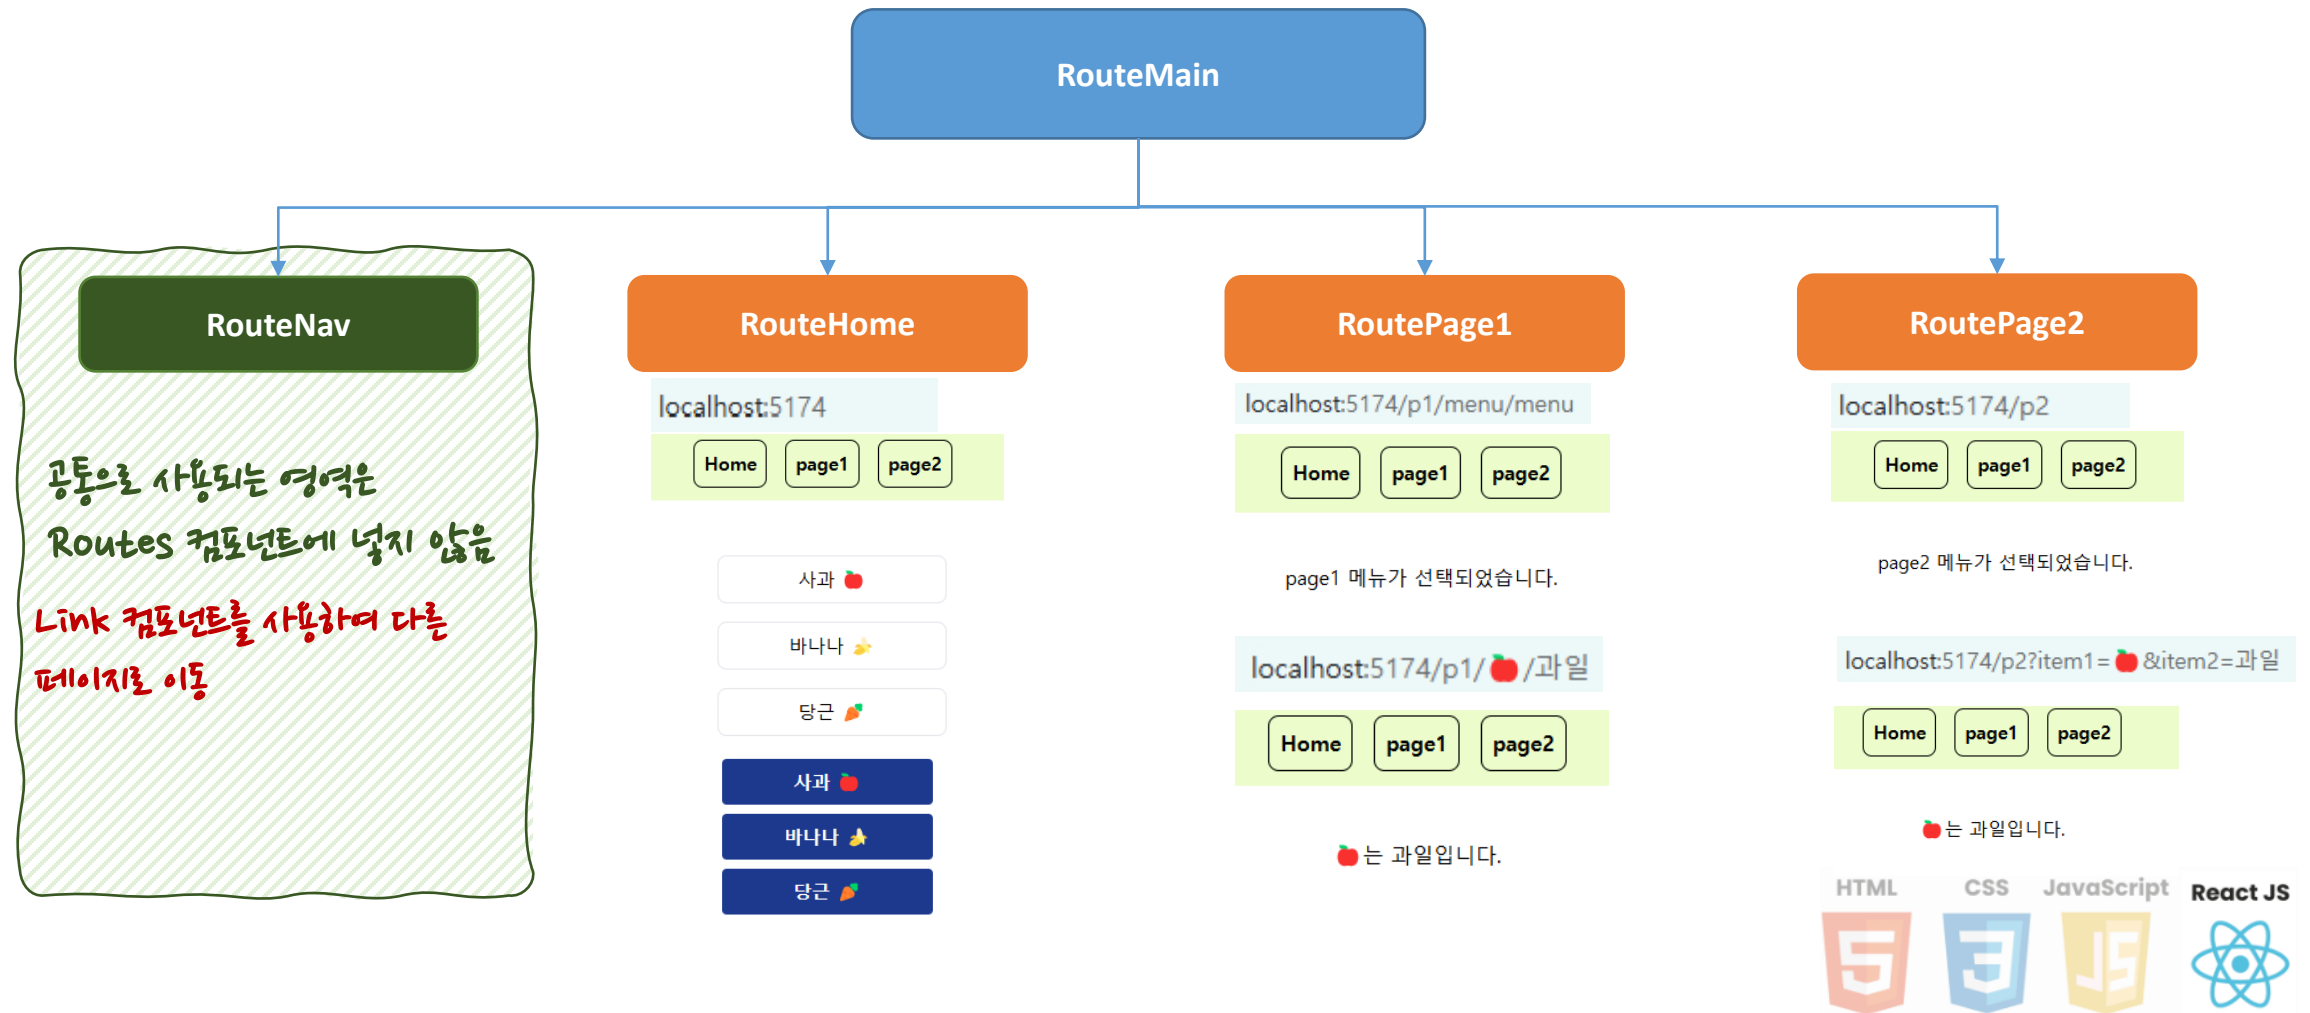 RouteMain
RouteNav
공통으로 사용되는 영역은
Routes 컴포넌트에 넣지 않음
Link 컴포넌트를 사용하여 다른
페이지로 이동
RouteHome
localhost:5174
Home page1 page2
사과 🍎
바나나 🍌
당근 🥕
사과 🍎
바나나 🍌
당근 🥕
RoutePage1
localhost:5174/p1/menu/menu
Home page1 page2
page1 메뉴가 선택되었습니다.
localhost:5174/p1/🍎/과일
Home page1 page2
🍎는 과일입니다.
RoutePage2
localhost:5174/p2
Home page1 page2
page2 메뉴가 선택되었습니다.
localhost:5174/p2?item1=🍎&item2=과일
Home page1 page2
🍎는 과일입니다.
HTML CSS JavaScript React JS
5 3 JS